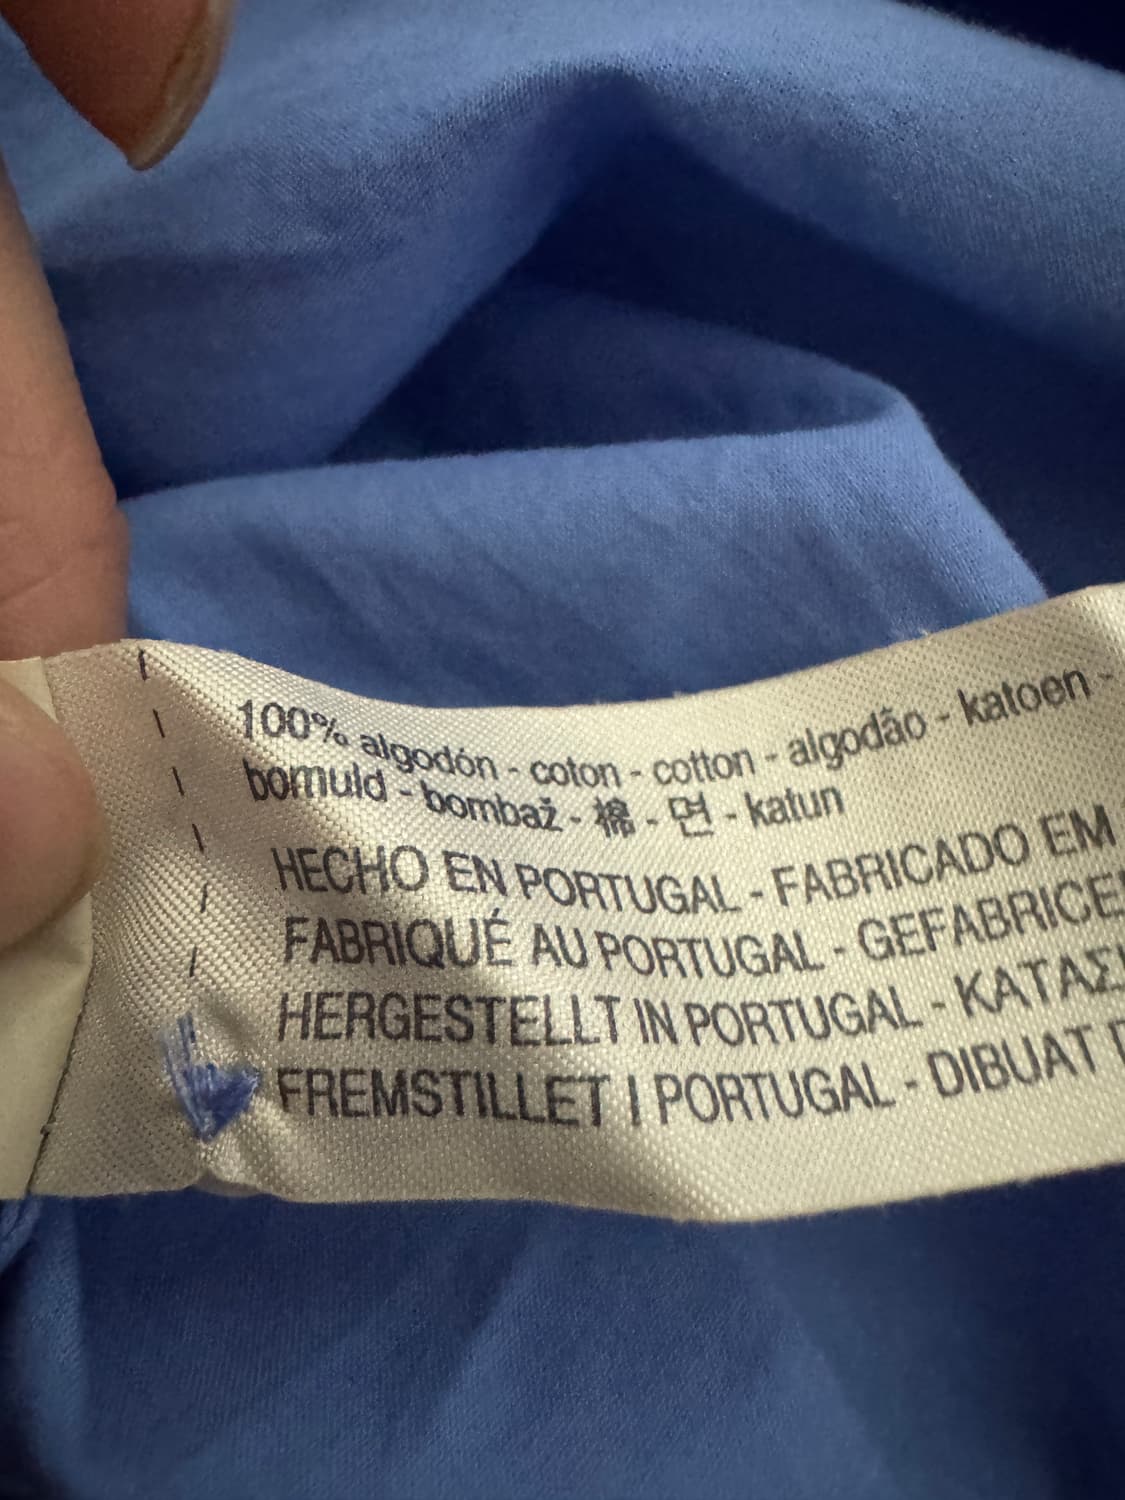 100% algodón - coton - cotton - algodão - katoen -
bomuld - bombaž - 棉 - 면 - katun
HECHO EN PORTUGAL - FABRICADO EM
FABRIQUÉ AU PORTUGAL - GEFABRICE
HERGESTELLT IN PORTUGAL - ΚΑΤΑΣ
FREMSTILLET I PORTUGAL - DIBUAT